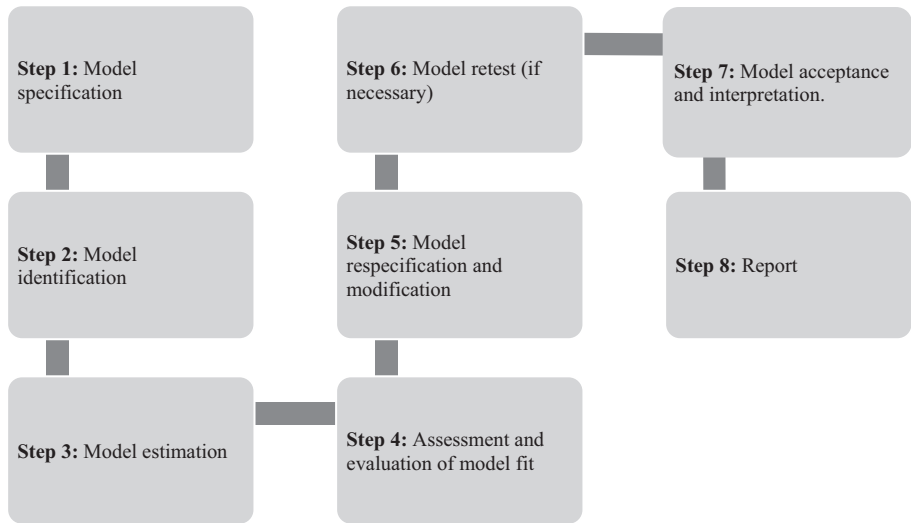 Step 1: Model
specification
Step 2: Model
identification
Step 3: Model estimation
Step 4: Assessment and
evaluation of model fit
Step 5: Model
respecification and
modification
Step 6: Model retest (if
necessary)
Step 7: Model acceptance
and interpretation.
Step 8: Report